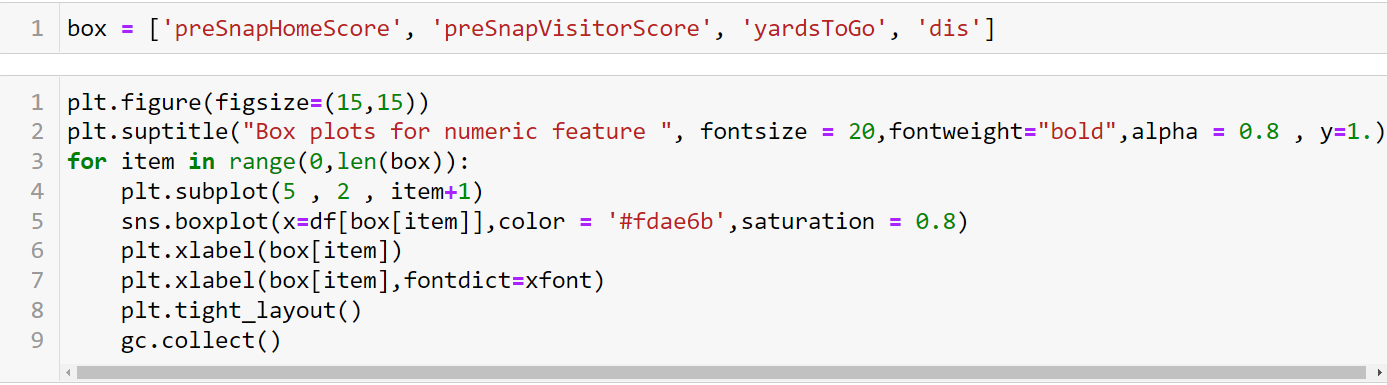 1 box = ['preSnapHomeScore', 'preSnapVisitorScore', 'yardsToGo', 'dis']
1 plt.figure(figsize=(15,15))
2 plt.suptitle("Box plots for numeric feature ", fontsize = 20,fontweight="bold",alpha = 0.8 , y=1.)
3 for item in range(0,len(box)):
4     plt.subplot(5 , 2 , item+1)
5     sns.boxplot(x=df[box[item]],color = '#fdae6b',saturation = 0.8)
6     plt.xlabel(box[item])
7     plt.xlabel(box[item],fontdict=xfont)
8     plt.tight_layout()
9     gc.collect()